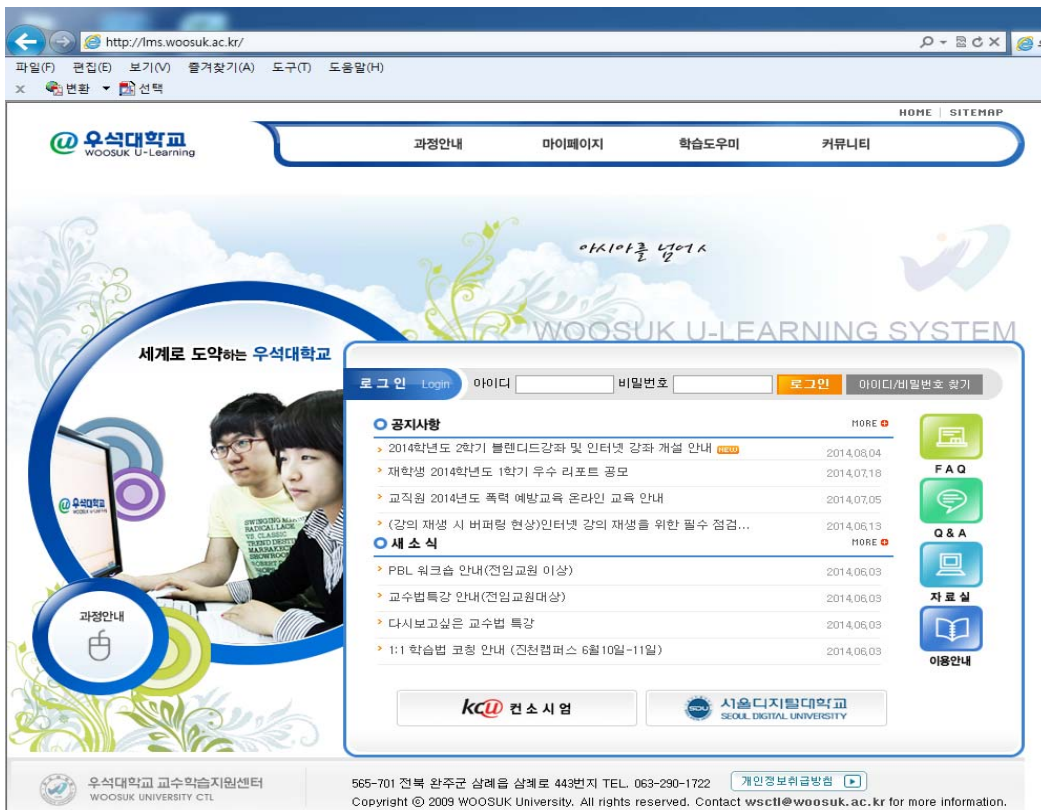 http://lms.woosuk.ac.kr/
파일(F) 편집(E) 보기(V) 즐겨찾기(A) 도구(T) 도움말(H)
x 변환 선택
HOME | SITEMAP
우석대학교
WOOSUK U-Learning
과정안내 마이페이지 학습도우미 커뮤니티
아시아를 넘어 ㅅ
WOOSUK U-LEARNING SYSTEM
세계로 도약하는 우석대학교
로그인 Login 아이디 비밀번호 로그인 아이디/비밀번호 찾기
공지사항 MORE
2014학년도 2학기 블렌디드강좌 및 인터넷 강좌 개설 안내 NEW 2014.08.04
재학생 2014학년도 1학기 우수 리포트 공모 2014.07.18
교직원 2014년도 폭력 예방교육 온라인 교육 안내 2014.07.05
(강의 재생 시 버퍼링 현상)인터넷 강의 재생을 위한 필수 점검... 2014.06.13
새소식 MORE
PBL 워크숍 안내(전임교원 이상) 2014.06.03
교수법특강 안내(전임교원대상) 2014.06.03
다시보고싶은 교수법 특강 2014.06.03
1:1 학습법 코칭 안내 (진천캠퍼스 6월10일-11일) 2014.06.03
FAQ
Q & A
자료실
이용안내
@우석대학교
과정안내
kcu 컨소시엄
SDU 서울디지털대학교
SEOUL DIGITAL UNIVERSITY
우석대학교 교수학습지원센터
WOOSUK UNIVERSITY CTL
565-701 전북 완주군 삼례읍 삼례로 443번지 TEL. 063-290-1722 개인정보취급방침
Copyright ⓒ 2009 WOOSUK University. All rights reserved. Contact wsctl@woosuk.ac.kr for more information.